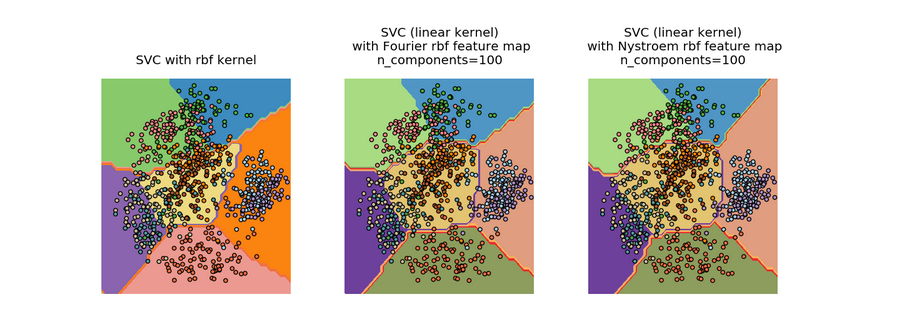 SVC with rbf kernel
SVC (linear kernel)
with Fourier rbf feature map
n_components=100
SVC (linear kernel)
with Nystroem rbf feature map
n_components=100